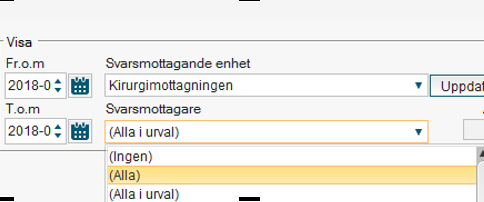 Visa
Fr.o.m Svarsmottagande enhet
2018-0 Kirurgimottagningen Uppdat
T.o.m Svarsmottagare
2018-0 (Alla i urval)
(Ingen)
(Alla)
(Alla i urval)